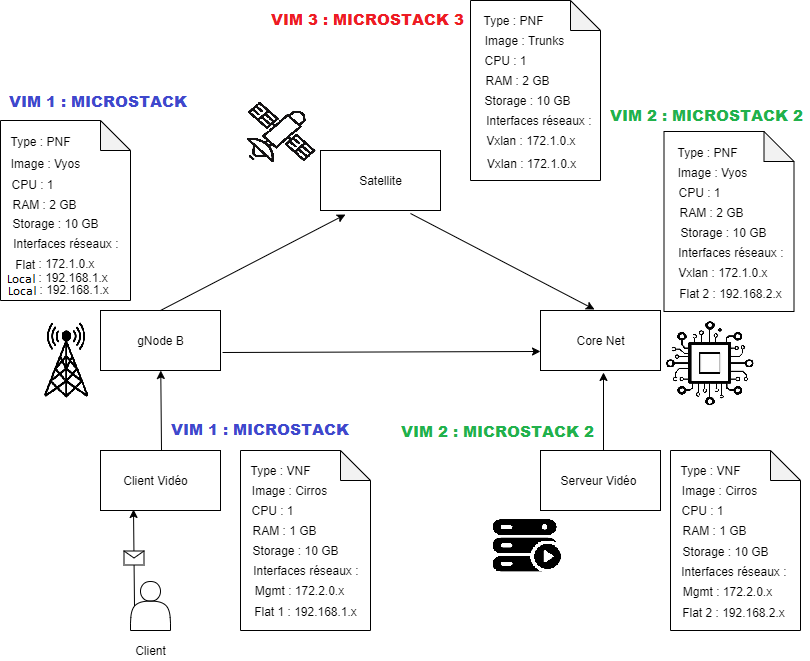 VIM 3 : MICROSTACK 3
Type : PNF
Image : Trunks
CPU : 1
RAM : 2 GB
Storage : 10 GB
Interfaces réseaux :
Vxlan : 172.1.0.x
Vxlan : 172.1.0.x
VIM 1 : MICROSTACK
Type : PNF
Image : Vyos
CPU : 1
RAM : 2 GB
Storage : 10 GB
Interfaces réseaux :
Flat : 172.1.0.x
Local : 192.168.1.x
Local : 192.168.1.x
Satellite
VIM 2 : MICROSTACK 2
Type : PNF
Image : Vyos
CPU : 1
RAM : 2 GB
Storage : 10 GB
Interfaces réseaux :
Vxlan : 172.1.0.x
Flat 2 : 192.168.2.x
gNode B
Core Net
VIM 1 : MICROSTACK
Client Vidéo
Type : VNF
Image : Cirros
CPU : 1
RAM : 1 GB
Storage : 10 GB
Interfaces réseaux :
Mgmt : 172.2.0.x
Flat 1 : 192.168.1.x
VIM 2 : MICROSTACK 2
Serveur Vidéo
Type : VNF
Image : Cirros
CPU : 1
RAM : 1 GB
Storage : 10 GB
Interfaces réseaux :
Mgmt : 172.2.0.x
Flat 2 : 192.168.2.x
Client